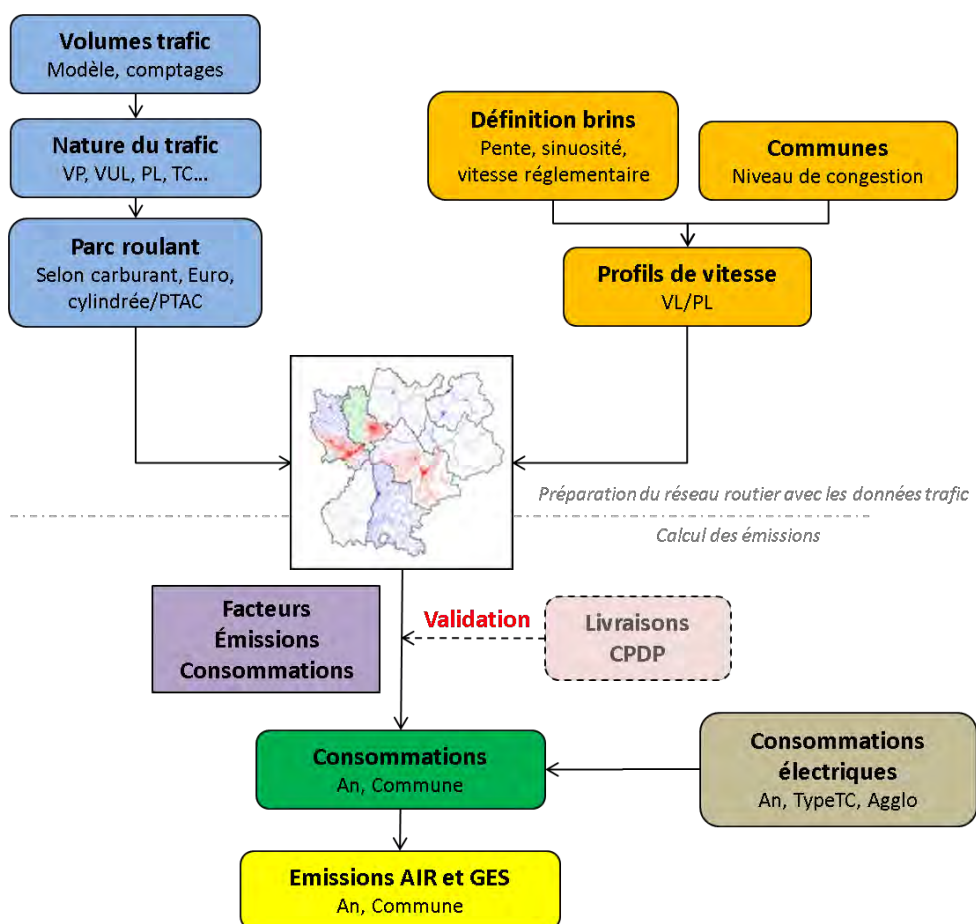 Volumes trafic
Modèle, comptages
Nature du trafic
VP, VUL, PL, TC...
Parc roulant
Selon carburant, Euro,
cylindrée/PTAC
Définition brins
Pente, sinuosité,
vitesse réglementaire
Communes
Niveau de congestion
Profils de vitesse
VL/PL
Préparation du réseau routier avec les données trafic
Calcul des émissions
Facteurs
Émissions
Consommations
Validation
Livraisons
CPDP
Consommations
An, Commune
Consommations
électriques
An, TypeTC, Agglo
Emissions AIR et GES
An, Commune